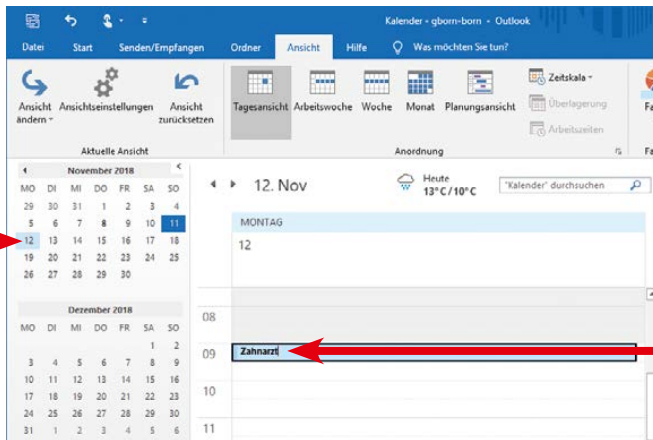 Kalender - gborn-born - Outlook
Datei Start Senden/Empfangen Ordner Ansicht Hilfe Was möchten Sie tun?
Ansicht ändern Ansichtseinstellungen Ansicht zurücksetzen
Aktuelle Ansicht
Tagesansicht Arbeitswoche Woche Monat Planungsansicht
Zeitskala
Überlagerung
Arbeitszeiten
Anordnung
November 2018
MO DI MI DO FR SA SO
29 30 31 1 2 3 4
5 6 7 8 9 10 11
12 13 14 15 16 17 18
19 20 21 22 23 24 25
26 27 28 29 30
Dezember 2018
MO DI MI DO FR SA SO
1 2
3 4 5 6 7 8 9
10 11 12 13 14 15 16
17 18 19 20 21 22 23
24 25 26 27 28 29 30
31 1 2 3 4 5 6
12. Nov
Heute
13°C/10°C
"Kalender" durchsuchen
MONTAG
12
08
09 Zahnarzt
10
11